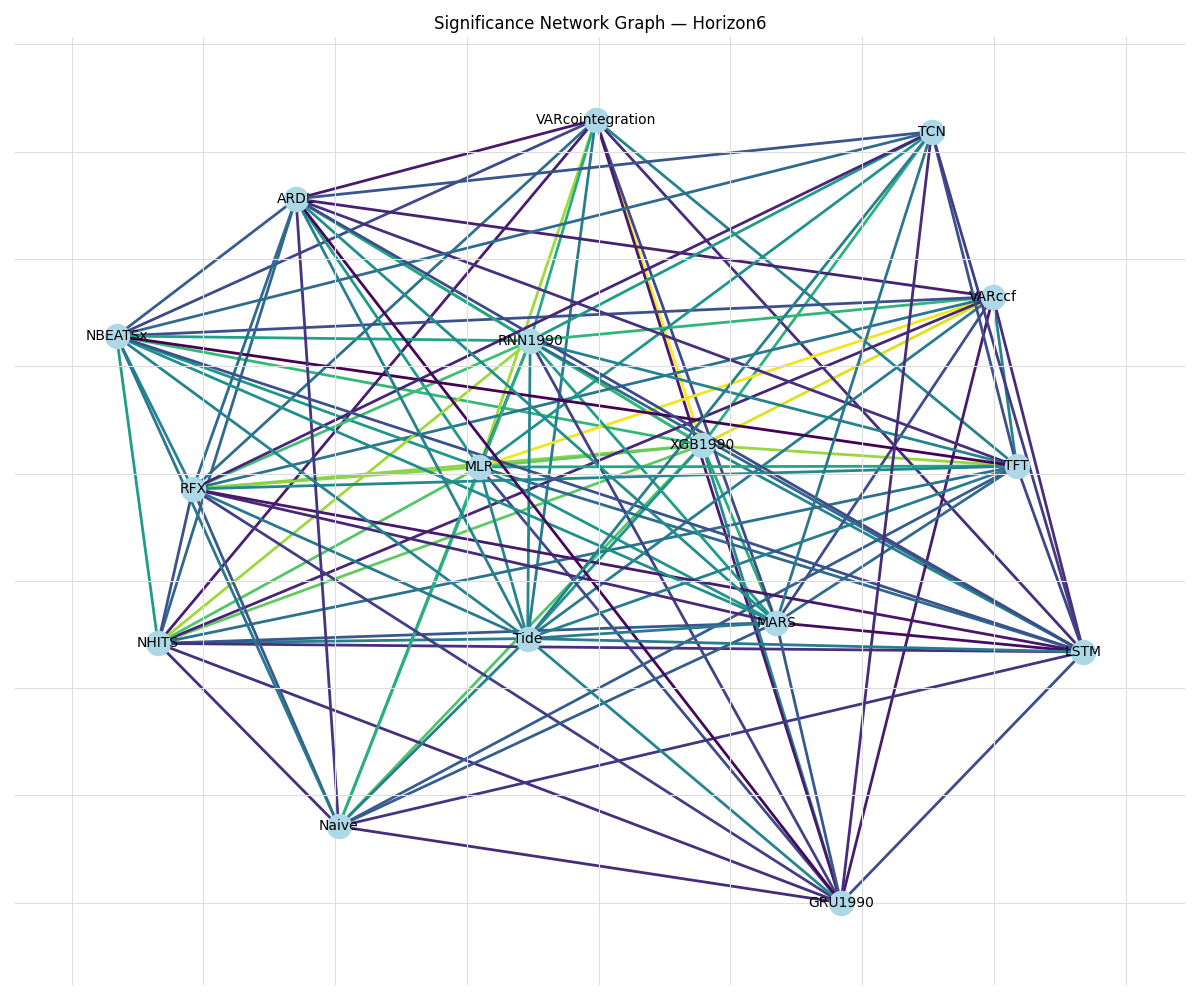 Significance Network Graph — Horizon6
VARcointegration
TCN
ARDL
VARccf
NBEATSx
RNN1990
XGB1990
MLR
TFT
RFX
MARS
Tide
NHITS
LSTM
Naive
GRU1990